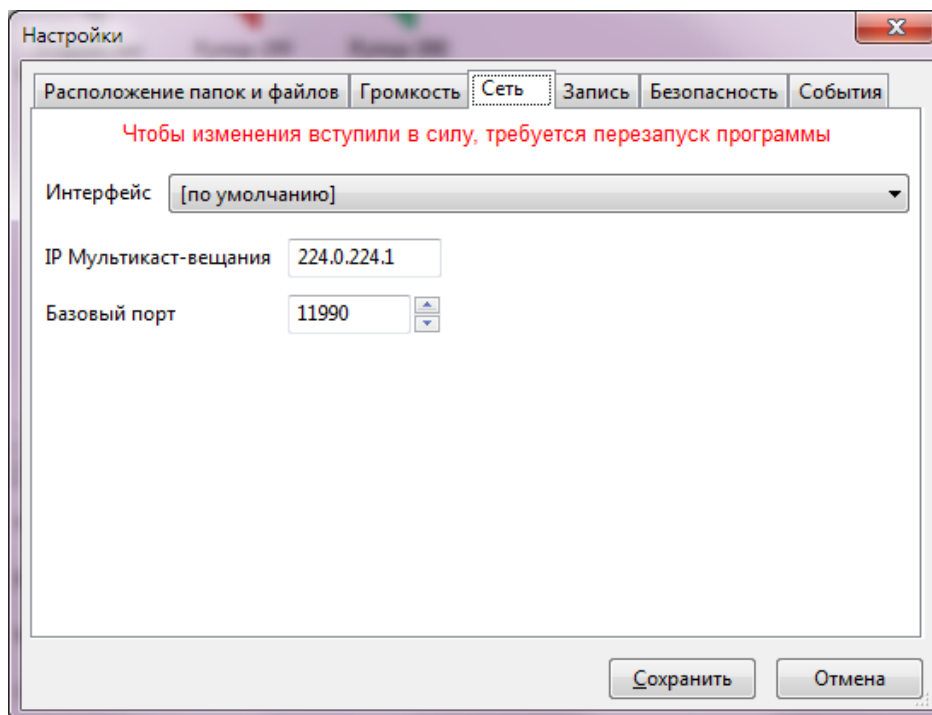 Настройки
Расположение папок и файлов Громкость Сеть Запись Безопасность События
Чтобы изменения вступили в силу, требуется перезапуск программы
Интерфейс [по умолчанию]
IP Мультикаст-вещания 224.0.224.1
Базовый порт 11990
Сохранить Отмена